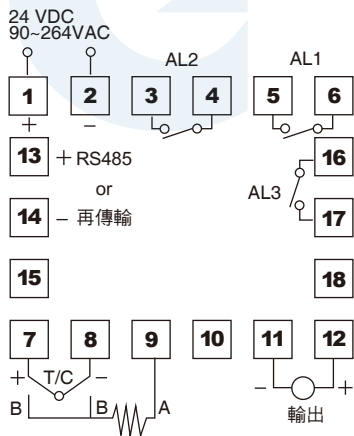 24 VDC
90~264VAC
AL2
AL1
1 2 3 4 5 6
+ −
13 + RS485 16
or
AL3
14 − 再傳輸 17
15 18
7 8 9 10 11 12
+ T/C − − +
B B A
輸出